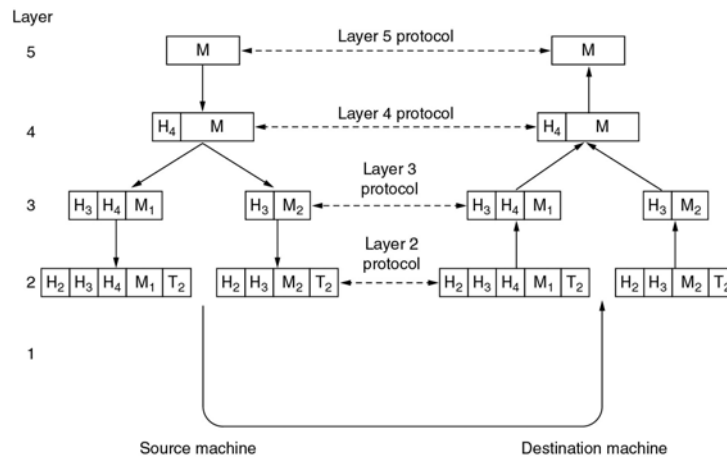 Layer
5 M Layer 5 protocol M
4 H₄ M Layer 4 protocol H₄ M
Layer 3
protocol
3 H₃ H₄ M₁ H₃ M₂ H₃ H₄ M₁ H₃ M₂
Layer 2
protocol
2 H₂ H₃ H₄ M₁ T₂ H₂ H₃ M₂ T₂ H₂ H₃ H₄ M₁ T₂ H₂ H₃ M₂ T₂
1
Source machine Destination machine